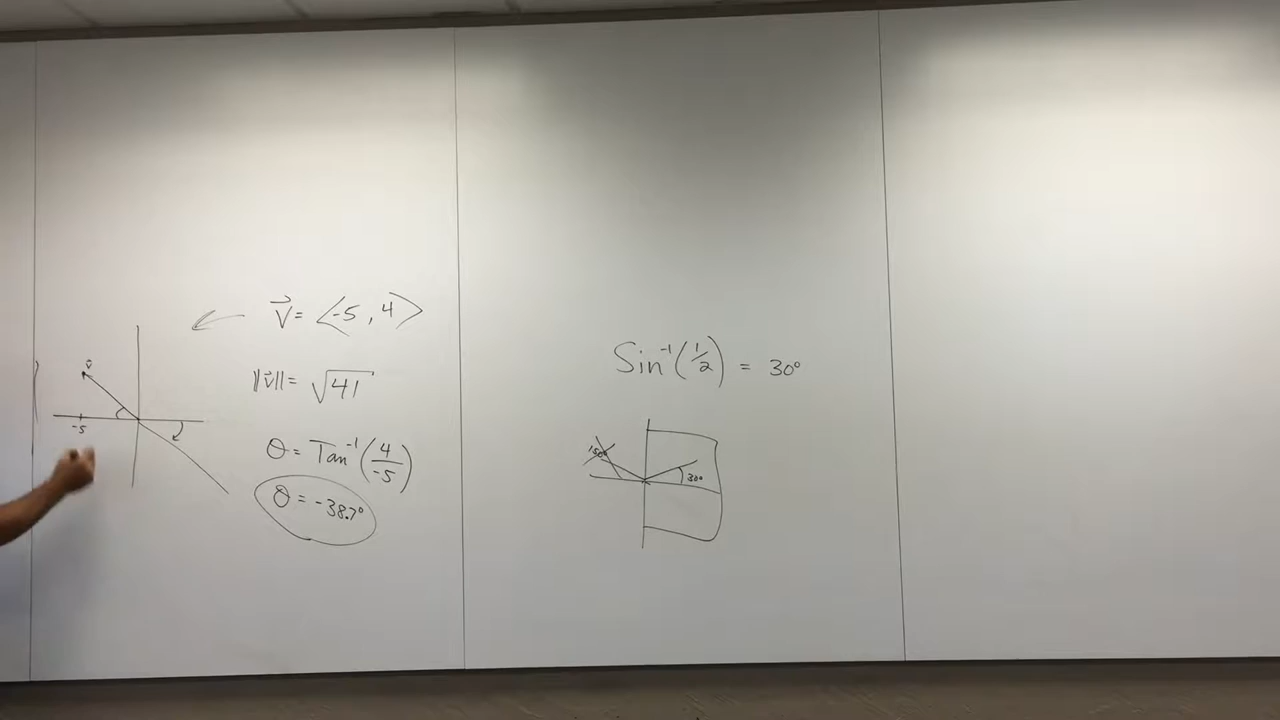 v⃗ = <-5, 4>
||v⃗|| = √41
θ = Tan⁻¹(4/-5)
θ = -38.7°
v⃗
-5
Sin⁻¹(1/2) = 30°
150°
30°